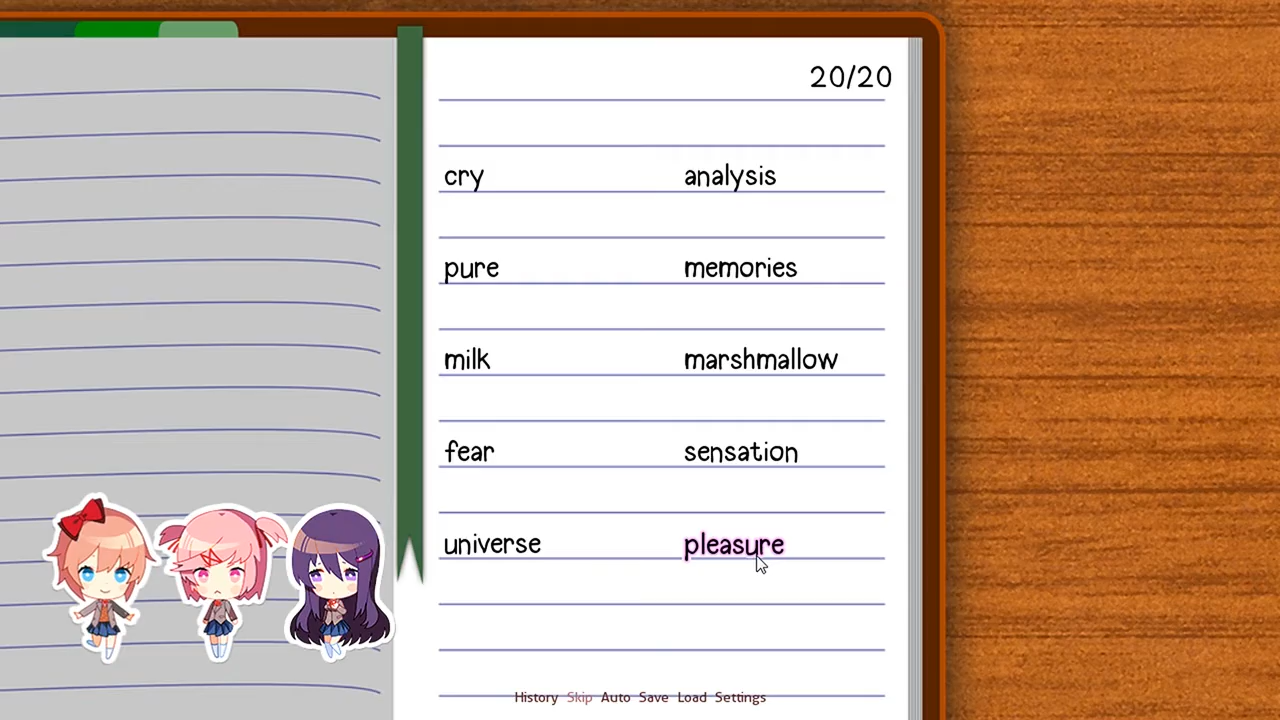 20/20
cry analysis
pure memories
milk marshmallow
fear sensation
universe pleasure
History Skip Auto Save Load Settings